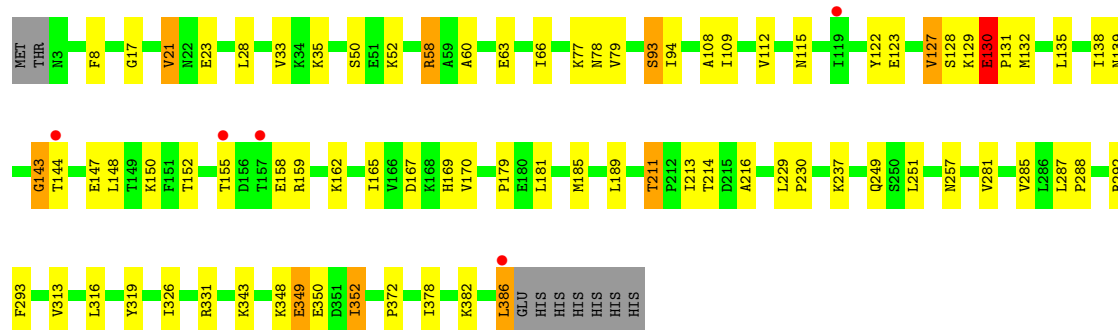 MET THR N3 F8 G17 V21 N22 E23 L28 V33 K34 K35 S50 E51 K52 R58 A59 A60 E63 I66 K77 N78 V79 S93 I94 A108 I109 V112 N115 I119 Y122 E123 V127 S128 K129 E130 P131 M132 L135 I138 N139
G143 T144 E147 L148 T149 K150 F151 T152 T155 D156 T157 E158 R159 K162 I165 V166 D167 K168 H169 V170 P179 E180 L181 M185 L189 T211 P212 I213 T214 D215 A216 L229 P230 K237 Q249 S250 L251 N257 V281 V285 L286 L287 P288
F293 V313 L316 Y319 I326 R331 K343 K348 E349 E350 D351 I352 P372 I378 K382 L386 GLU HIS HIS HIS HIS HIS